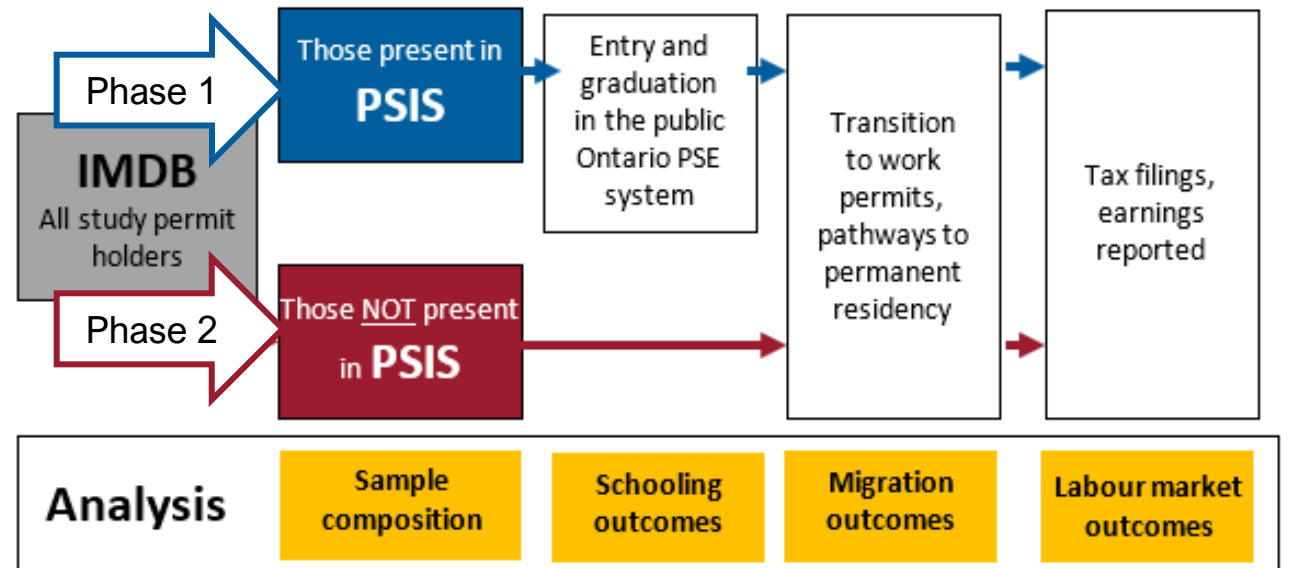 Phase 1
IMDB
All study permit
holders
Phase 2
Those present in
PSIS
Those NOT present
in PSIS
Entry and
graduation
in the public
Ontario PSE
system
Transition
to work
permits,
pathways to
permanent
residency
Tax filings,
earnings
reported
Analysis
Sample
composition
Schooling
outcomes
Migration
outcomes
Labour market
outcomes